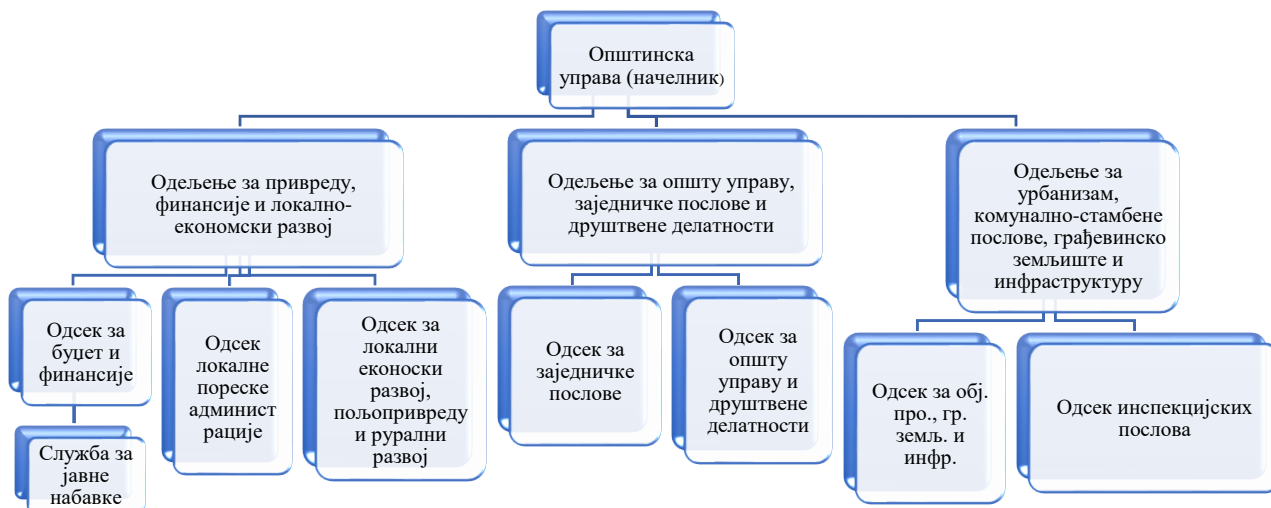 Општинска
управа (начелник)
Одељење за привреду,
финансије и локално-
економски развој
Одељење за општу управу,
заједничке послове и
друштвене делатности
Одељење за
урбанизам,
комунално-стамбене
послове, грађевинско
земљиште и
инфраструктуру
Одсек за
буџет и
финансије
Одсек
локалне
пореске
админист
рације
Одсек за
локални
еконоски
развој,
пољопривреду
и рурални
развој
Одсек за
заједничке
послове
Одсек за
општу
управу и
друштвене
делатности
Одсек за обј.
про., гр.
земљ. и
инфр.
Одсек инспекцијских
послова
Служба за
јавне
набавке